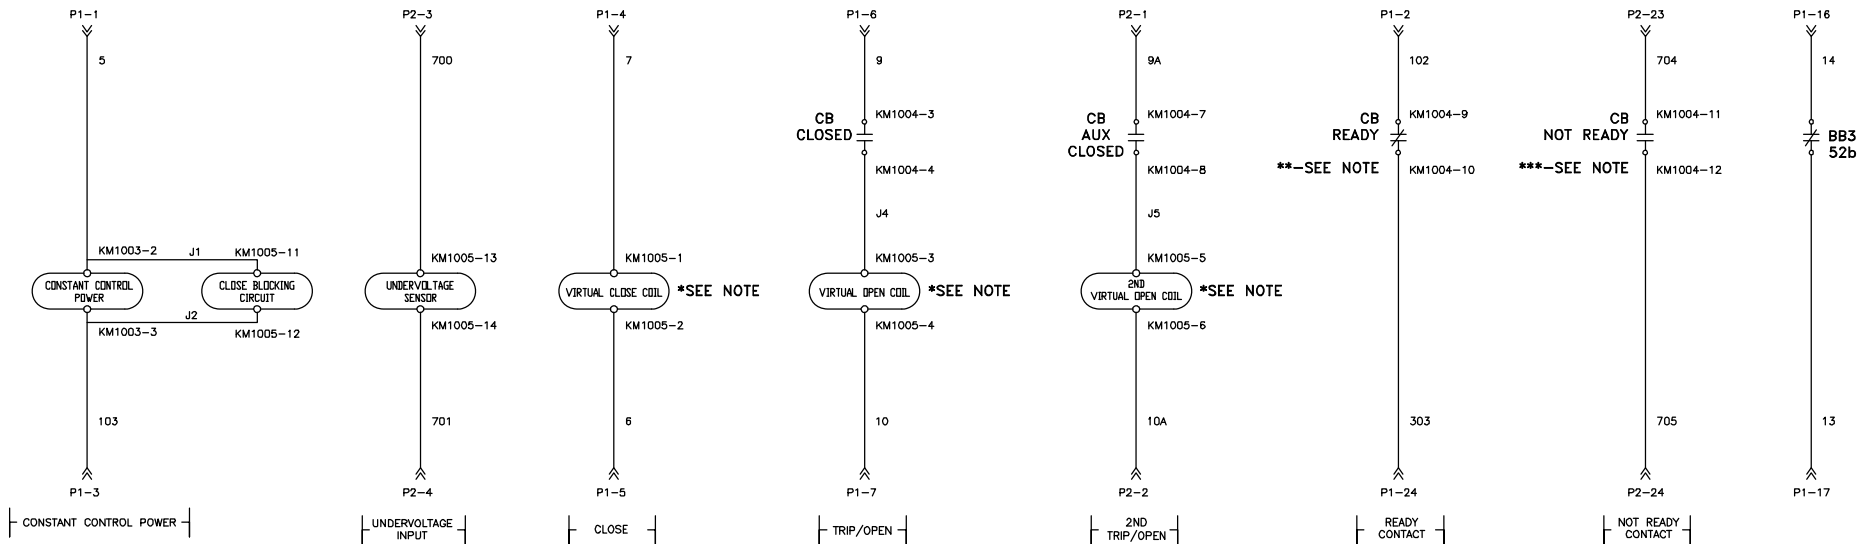 P1-1
5
KM1003-2
J1
KM1005-11
CONSTANT CONTROL
POWER
CLOSE BLOCKING
CIRCUIT
J2
KM1003-3
KM1005-12
103
P1-3
CONSTANT CONTROL POWER
P2-3
700
KM1005-13
UNDERVOLTAGE
SENSOR
KM1005-14
701
P2-4
UNDERVOLTAGE
INPUT
P1-4
7
KM1005-1
VIRTUAL CLOSE COIL
*SEE NOTE
KM1005-2
6
P1-5
CLOSE
P1-6
9
KM1004-3
CB
CLOSED
KM1004-4
J4
KM1005-3
VIRTUAL OPEN COIL
*SEE NOTE
KM1005-4
10
P1-7
TRIP/OPEN
P2-1
9A
KM1004-7
CB
AUX
CLOSED
KM1004-8
J5
KM1005-5
2ND
VIRTUAL OPEN COIL
*SEE NOTE
KM1005-6
10A
P2-2
2ND
TRIP/OPEN
P1-2
102
KM1004-9
CB
READY
**-SEE NOTE
KM1004-10
303
P1-24
READY
CONTACT
P2-23
704
KM1004-11
CB
NOT READY
***-SEE NOTE
KM1004-12
705
P2-24
NOT READY
CONTACT
P1-16
14
BB3
52b
13
P1-17